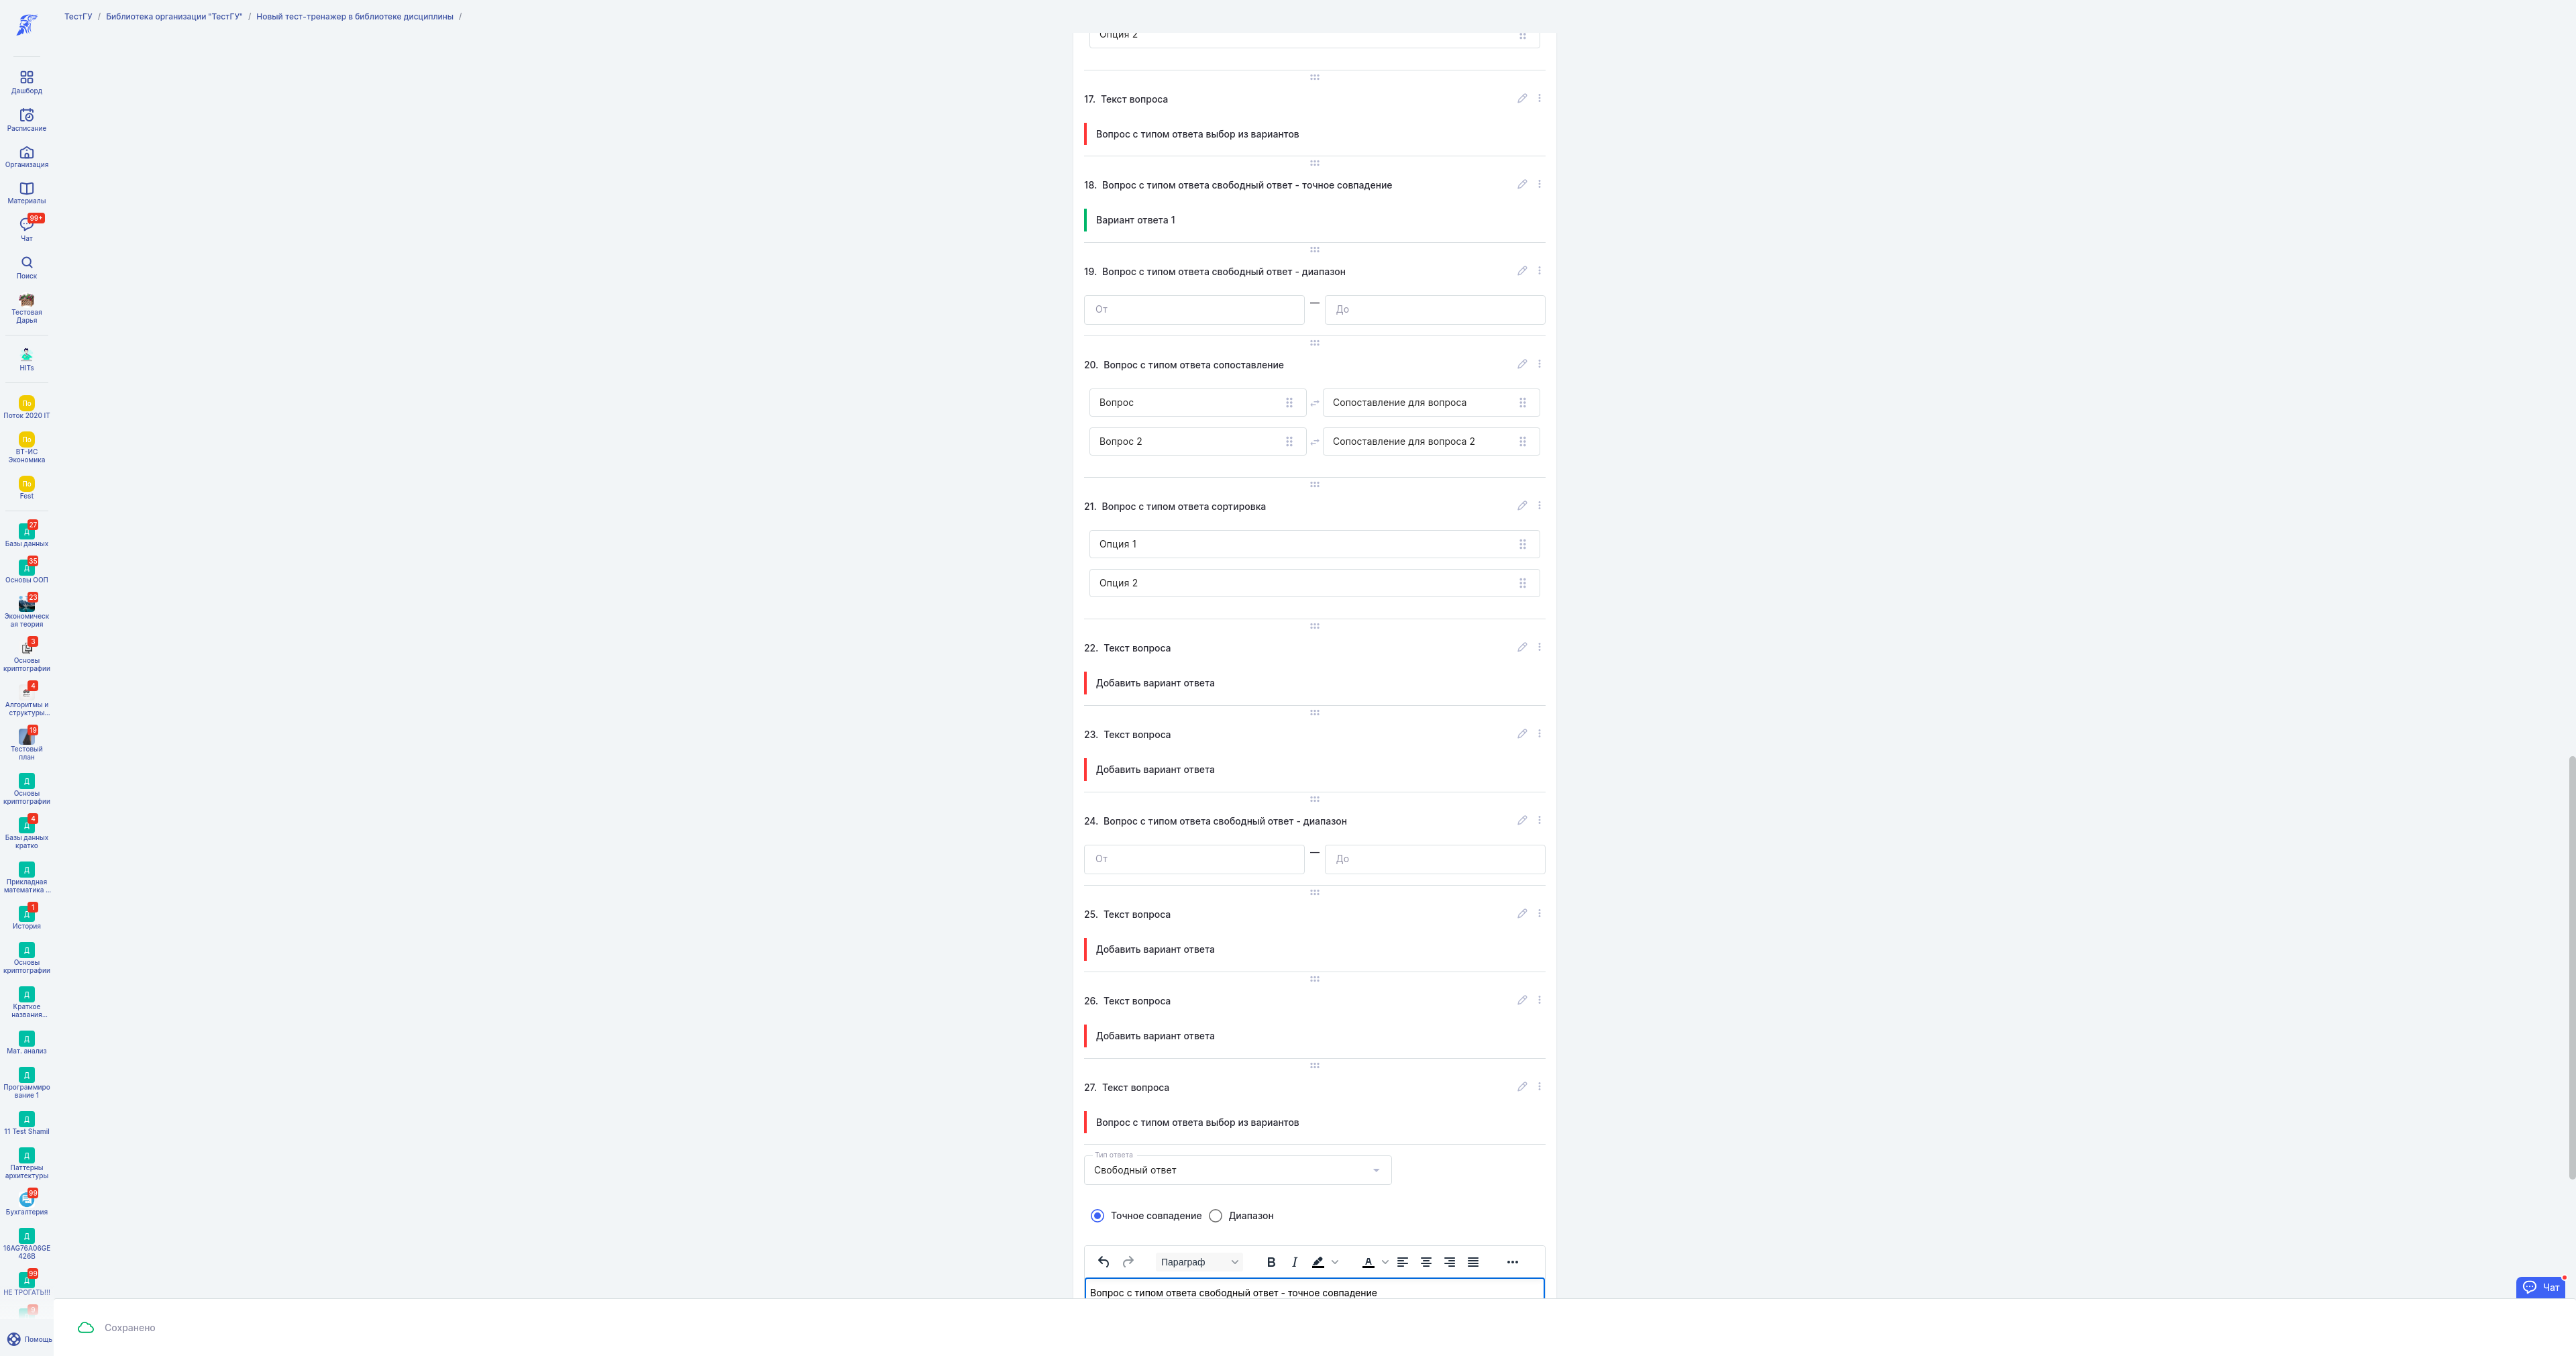 ТестГУ / Библиотека организации "ТестГУ" / Новый тест-тренажер в библиотеке дисциплины /
Дашборд
Расписание
Организация
Материалы
99+
Чат
Поиск
Тестовая
Дарья
HITs
По
Поток 2020 IT
По
ВТ-ИС
Экономика
По
Fest
Д 27
Базы данных
Д 35
Основы ООП
23
Экономическ
ая теория
3
Основы
криптографии
4
Алгоритмы и
структуры...
19
Тестовый
план
Д
Основы
криптографии
Д 4
Базы данных
кратко
Д
Прикладная
математика ...
Д 1
История
Д
Основы
криптографии
Д
Краткое
названия...
Д
Мат. анализ
Д
Программиро
вание 1
Д
11 Test Shamil
Д
Паттерны
архитектуры
99
Бухгалтерия
Д
16AG76A06GE
426B
Д 99
НЕ ТРОГАТЬ!!!
Помощь
Опция 2
17. Текст вопроса
Вопрос с типом ответа выбор из вариантов
18. Вопрос с типом ответа свободный ответ - точное совпадение
Вариант ответа 1
19. Вопрос с типом ответа свободный ответ - диапазон
От — До
20. Вопрос с типом ответа сопоставление
Вопрос Сопоставление для вопроса
Вопрос 2 Сопоставление для вопроса 2
21. Вопрос с типом ответа сортировка
Опция 1
Опция 2
22. Текст вопроса
Добавить вариант ответа
23. Текст вопроса
Добавить вариант ответа
24. Вопрос с типом ответа свободный ответ - диапазон
От — До
25. Текст вопроса
Добавить вариант ответа
26. Текст вопроса
Добавить вариант ответа
27. Текст вопроса
Вопрос с типом ответа выбор из вариантов
Тип ответа
Свободный ответ
Точное совпадение Диапазон
Параграф B I A
Вопрос с типом ответа свободный ответ - точное совпадение
Чат
Сохранено